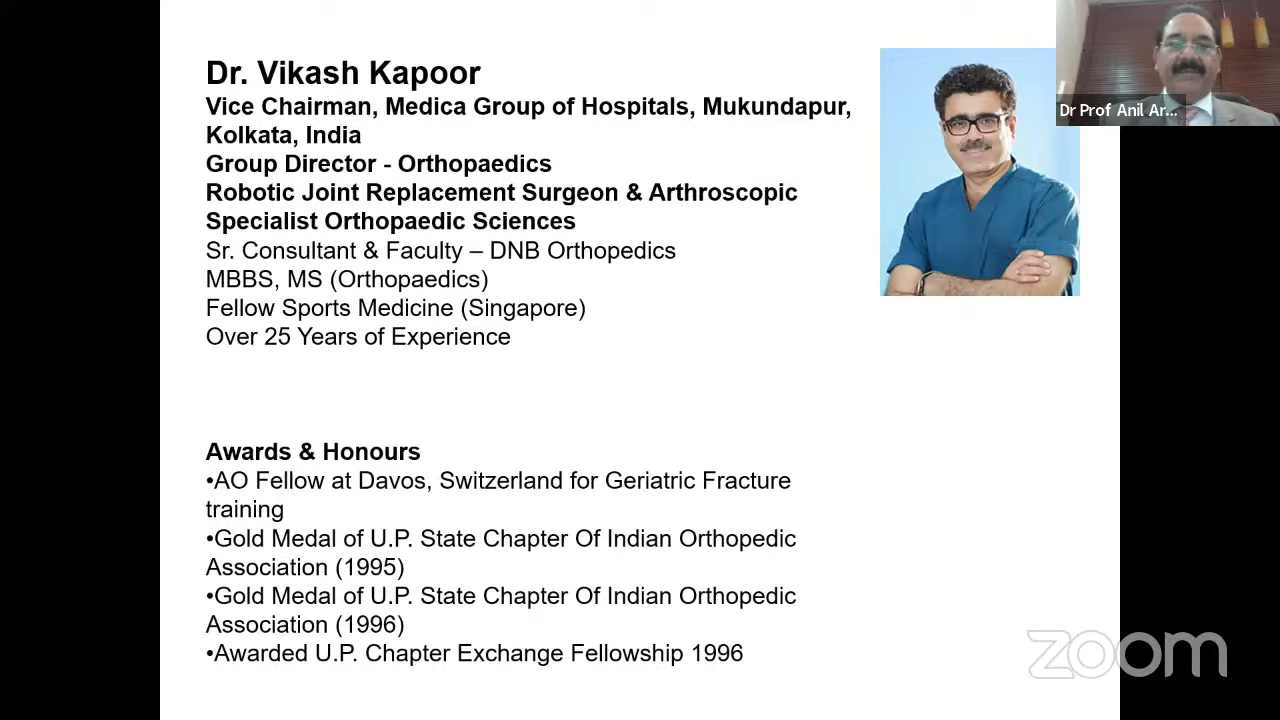 Dr. Vikash Kapoor
Vice Chairman, Medica Group of Hospitals, Mukundapur,
Kolkata, India
Group Director - Orthopaedics
Robotic Joint Replacement Surgeon & Arthroscopic
Specialist Orthopaedic Sciences
Sr. Consultant & Faculty – DNB Orthopedics
MBBS, MS (Orthopaedics)
Fellow Sports Medicine (Singapore)
Over 25 Years of Experience
Dr Prof Anil Ar...
Awards & Honours
•AO Fellow at Davos, Switzerland for Geriatric Fracture
training
•Gold Medal of U.P. State Chapter Of Indian Orthopedic
Association (1995)
•Gold Medal of U.P. State Chapter Of Indian Orthopedic
Association (1996)
•Awarded U.P. Chapter Exchange Fellowship 1996
zoom